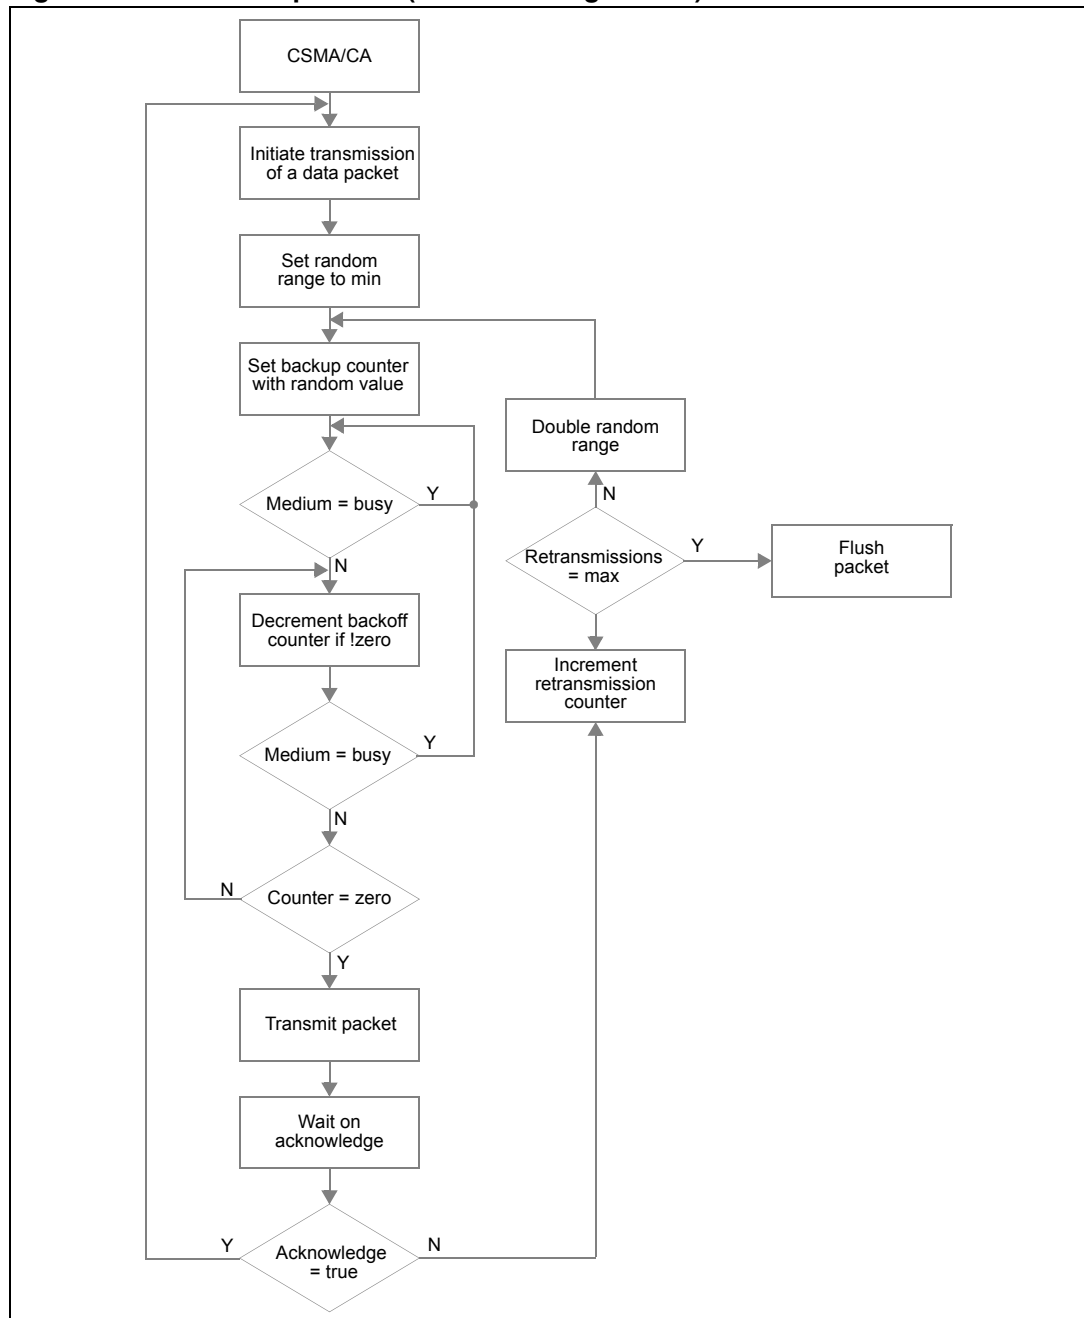 CSMA/CA
Initiate transmission
of a data packet
Set random
range to min
Set backup counter
with random value
Double random
range
Medium = busy
Y
N
N
Retransmissions
= max
Y
Flush
packet
Decrement backoff
counter if !zero
Increment
retransmission
counter
Medium = busy
Y
N
Counter = zero
N
Y
Transmit packet
Wait on
acknowledge
Acknowledge
= true
Y
N